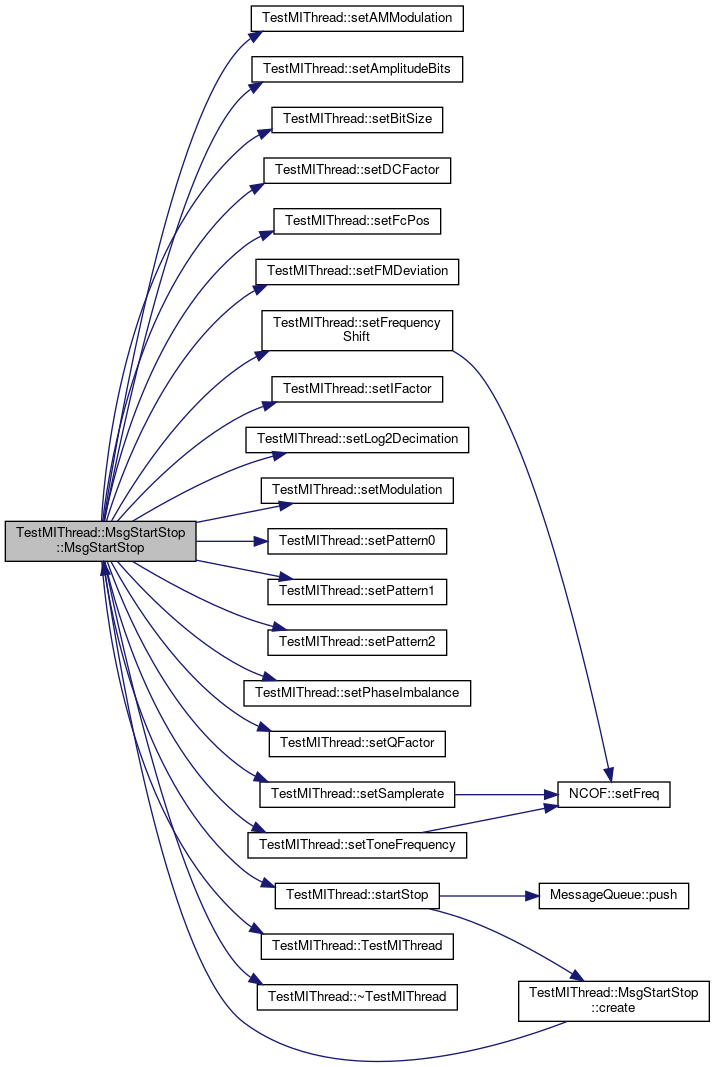 TestMIThread::setAMModulation
TestMIThread::setAmplitudeBits
TestMIThread::setBitSize
TestMIThread::setDCFactor
TestMIThread::setFcPos
TestMIThread::setFMDeviation
TestMIThread::setFrequency
Shift
TestMIThread::setIFactor
TestMIThread::setLog2Decimation
TestMIThread::setModulation
TestMIThread::MsgStartStop
::MsgStartStop
TestMIThread::setPattern0
TestMIThread::setPattern1
TestMIThread::setPattern2
TestMIThread::setPhaseImbalance
TestMIThread::setQFactor
TestMIThread::setSamplerate
NCOF::setFreq
TestMIThread::setToneFrequency
TestMIThread::startStop
MessageQueue::push
TestMIThread::TestMIThread
TestMIThread::~TestMIThread
TestMIThread::MsgStartStop
::create